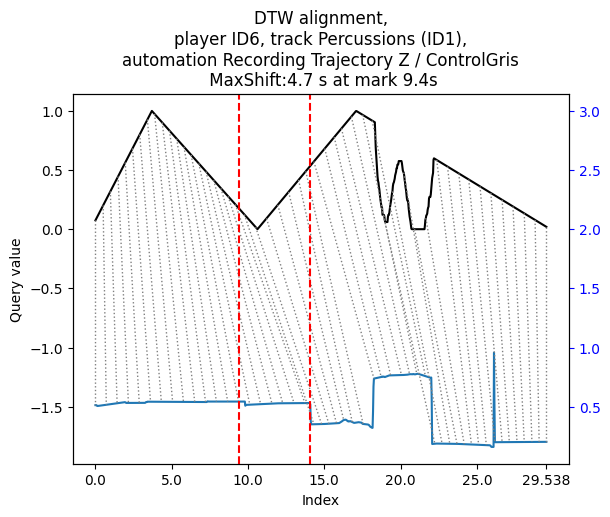 DTW alignment,
player ID6, track Percussions (ID1),
automation Recording Trajectory Z / ControlGris
MaxShift:4.7 s at mark 9.4s
1.0
0.5
0.0
−0.5
−1.0
−1.5
Query value
3.0
2.5
2.0
1.5
1.0
0.5
0.0 5.0 10.0 15.0 20.0 25.0 29.538
Index